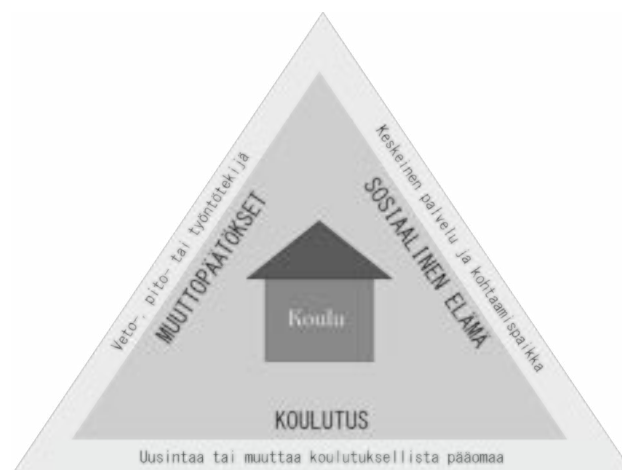 Veto-, pito- tai työntötekijä
MUUTTOPÄÄTÖKSET
Keskeinen palvelu ja kohtaamispaikka
SOSIAALINEN ELÄMÄ
Koulu
KOULUTUS
Uusintaa tai muuttaa koulutuksellista pääomaa